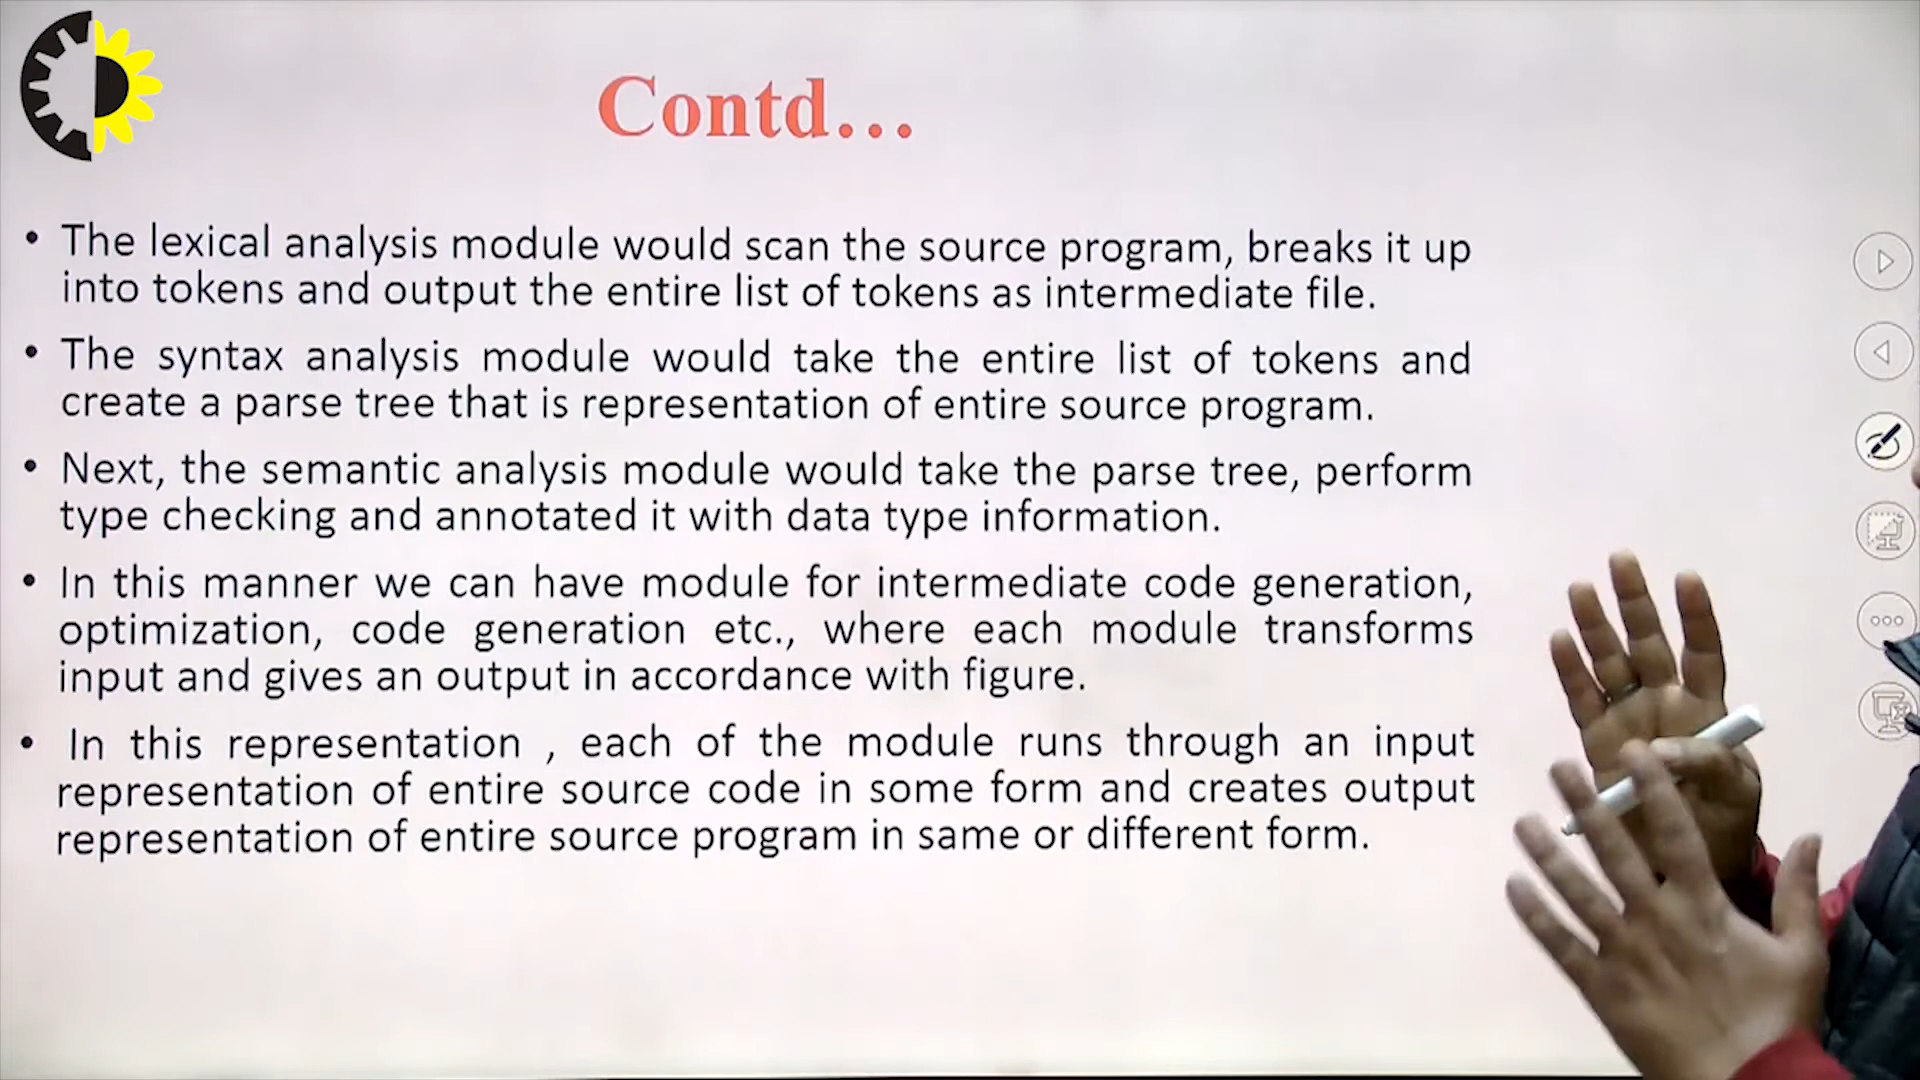 Contd...
• The lexical analysis module would scan the source program, breaks it up
into tokens and output the entire list of tokens as intermediate file.
• The syntax analysis module would take the entire list of tokens and
create a parse tree that is representation of entire source program.
• Next, the semantic analysis module would take the parse tree, perform
type checking and annotated it with data type information.
• In this manner we can have module for intermediate code generation,
optimization, code generation etc., where each module transforms
input and gives an output in accordance with figure.
• In this representation , each of the module runs through an input
representation of entire source code in some form and creates output
representation of entire source program in same or different form.